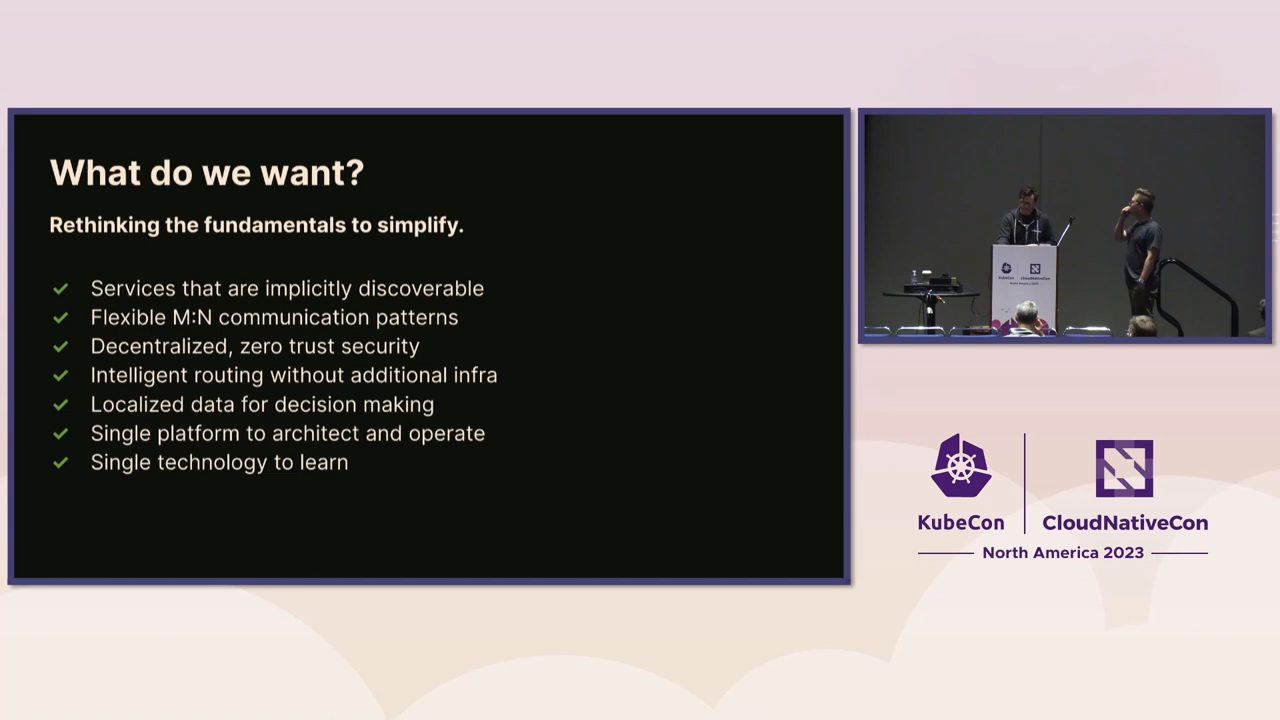 What do we want?
Rethinking the fundamentals to simplify.
Services that are implicitly discoverable
Flexible M:N communication patterns
Decentralized, zero trust security
Intelligent routing without additional infra
Localized data for decision making
Single platform to architect and operate
Single technology to learn
KubeCon
CloudNativeCon
KubeCon
CloudNativeCon
North America 2023